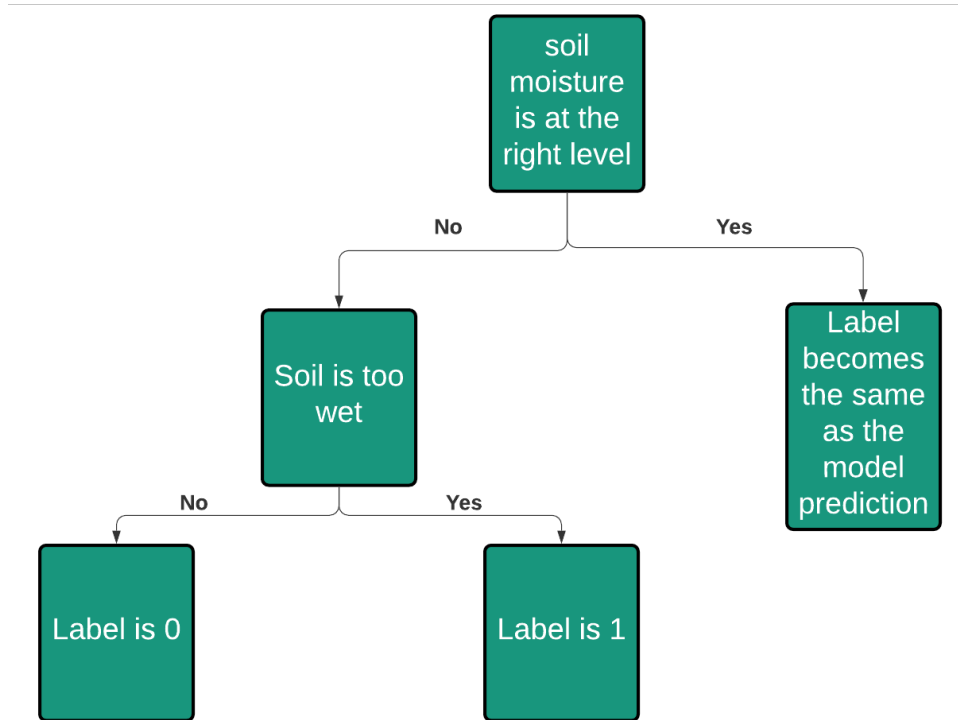 soil
moisture
is at the
right level
No
Yes
Soil is too
wet
Label
becomes
the same
as the
model
prediction
No
Yes
Label is 0
Label is 1